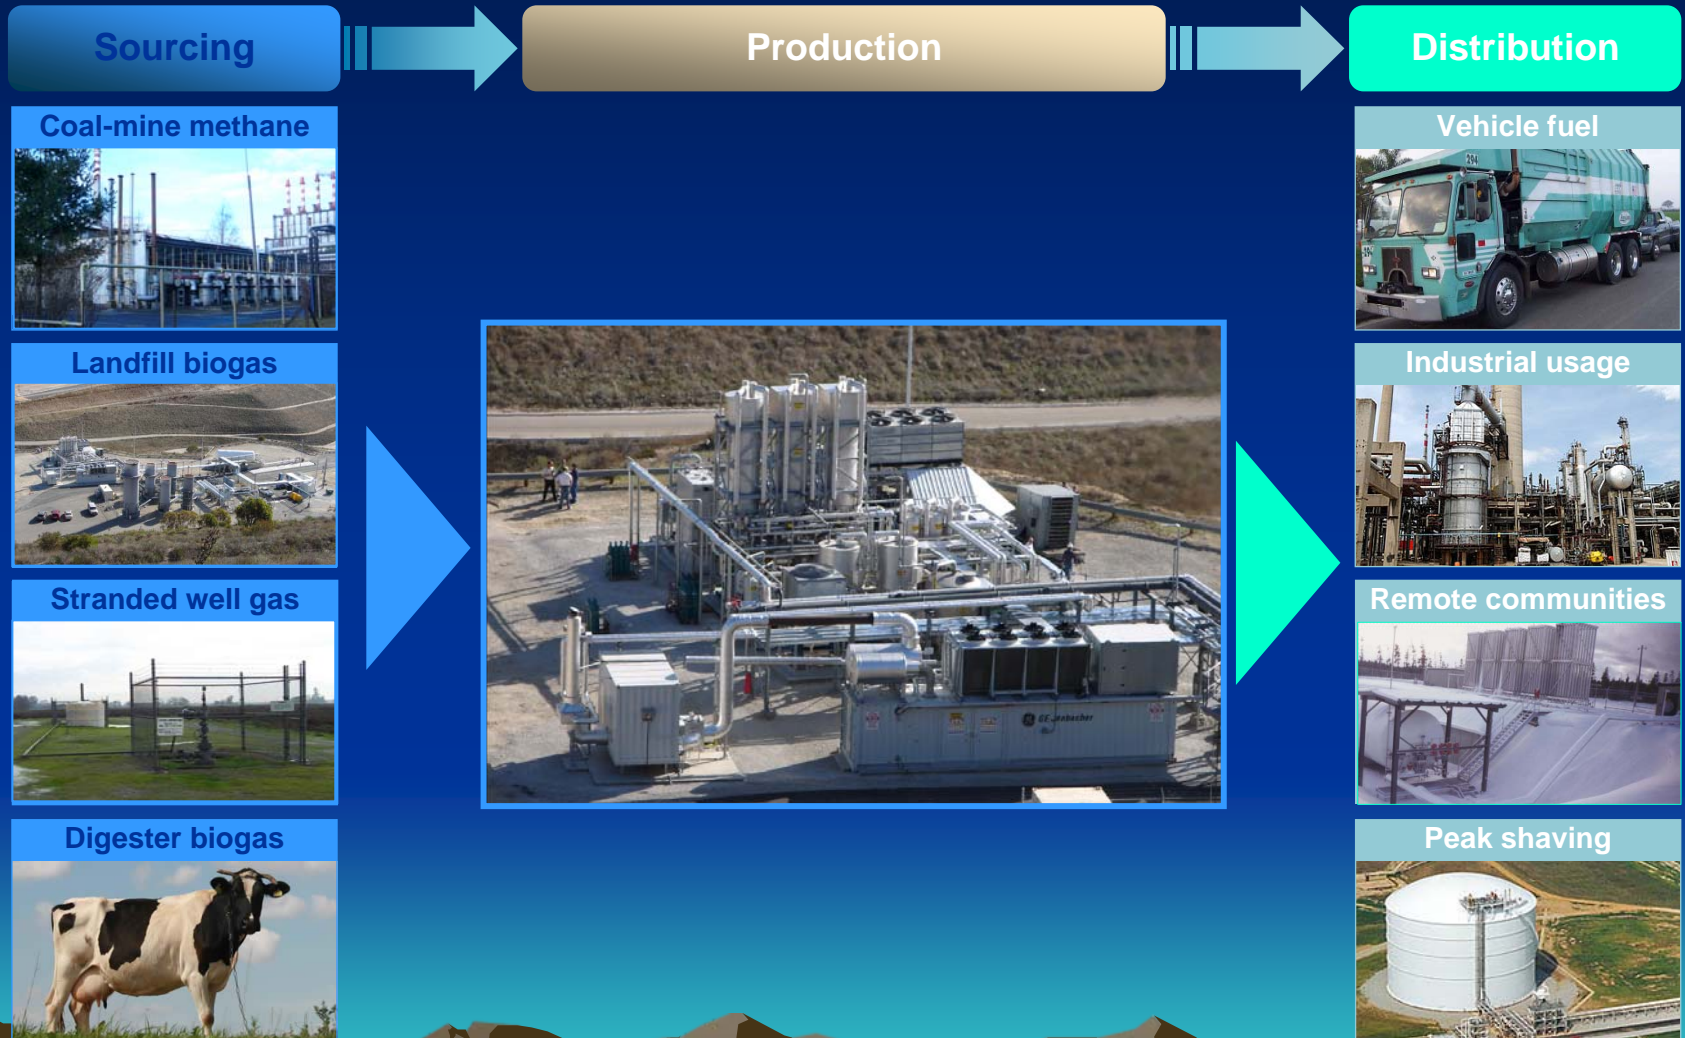 Sourcing
Production
Distribution
Coal-mine methane
Landfill biogas
Stranded well gas
Digester biogas
Vehicle fuel
294
Industrial usage
Remote communities
Peak shaving